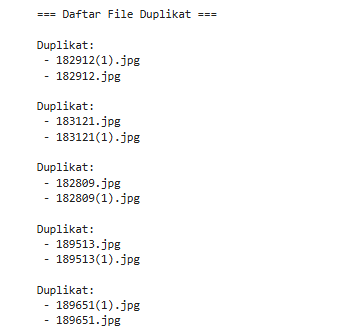 === Daftar File Duplikat ===
Duplikat:
- 182912(1).jpg
- 182912.jpg
Duplikat:
- 183121.jpg
- 183121(1).jpg
Duplikat:
- 182809.jpg
- 182809(1).jpg
Duplikat:
- 189513.jpg
- 189513(1).jpg
Duplikat:
- 189651(1).jpg
- 189651.jpg